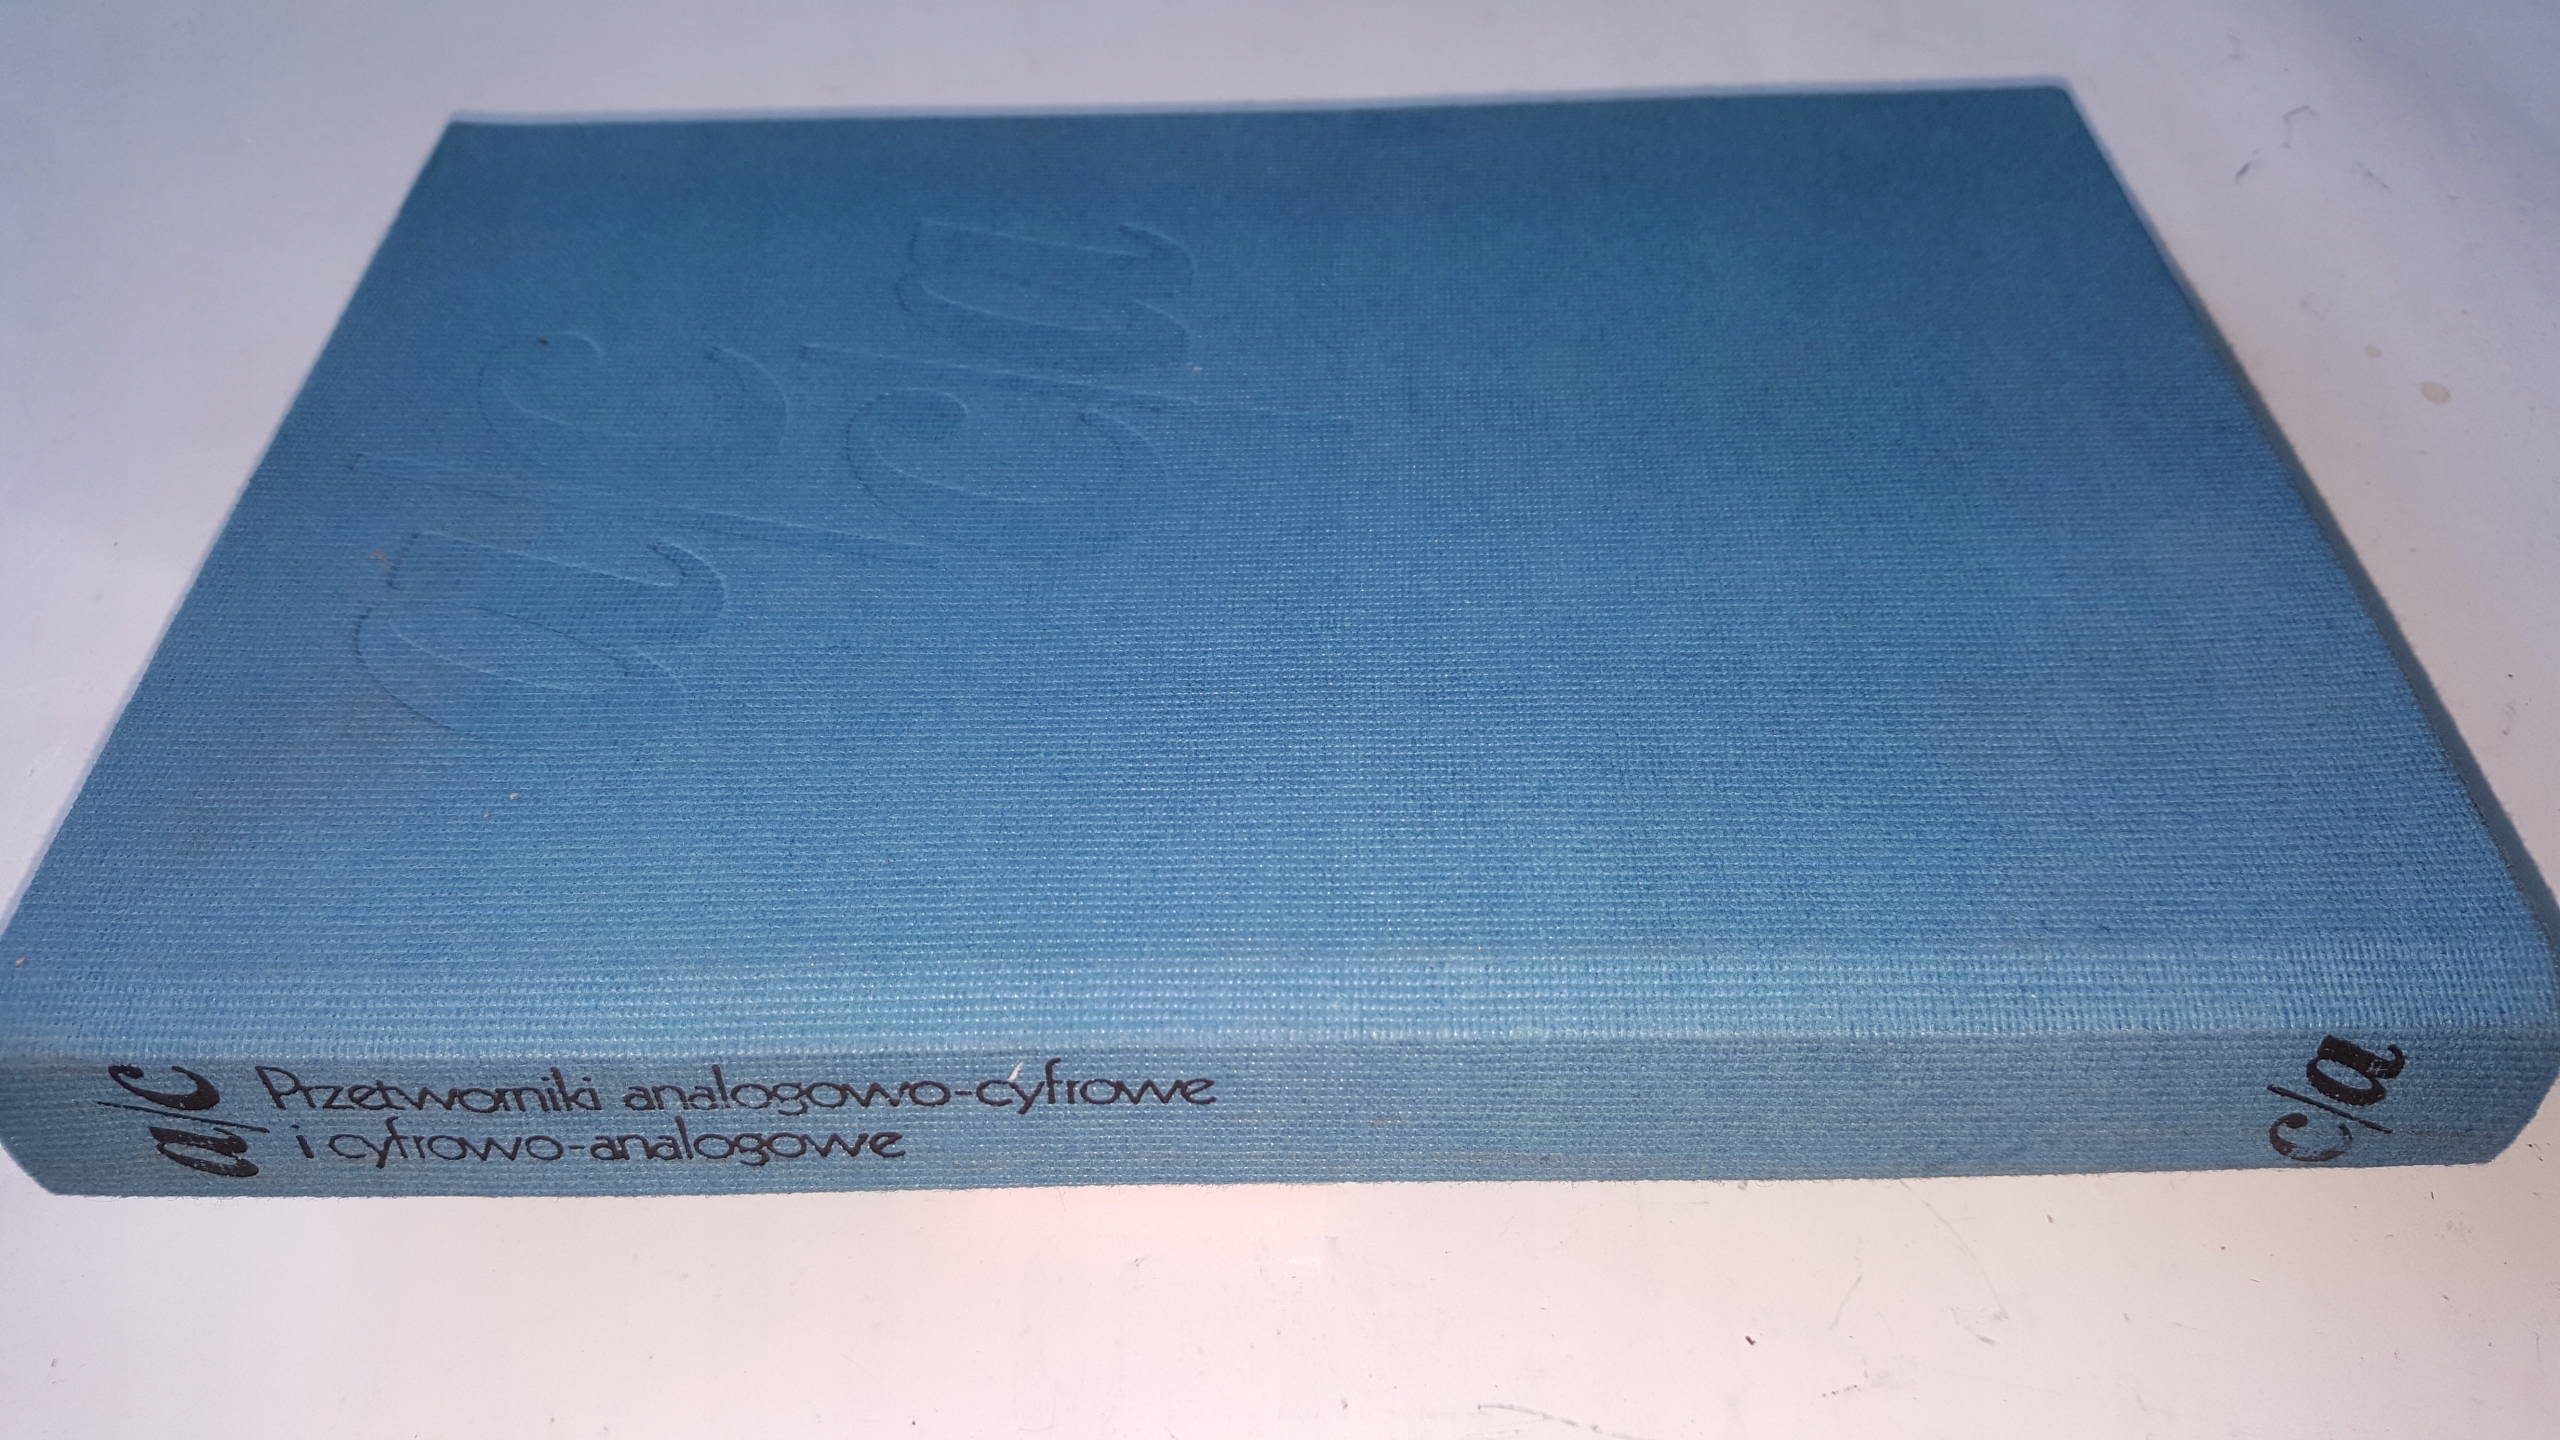 a/c
c/a
a/c
Przetworniki analogowo-cyfrowe
i cyfrowo-analogowe
c/a